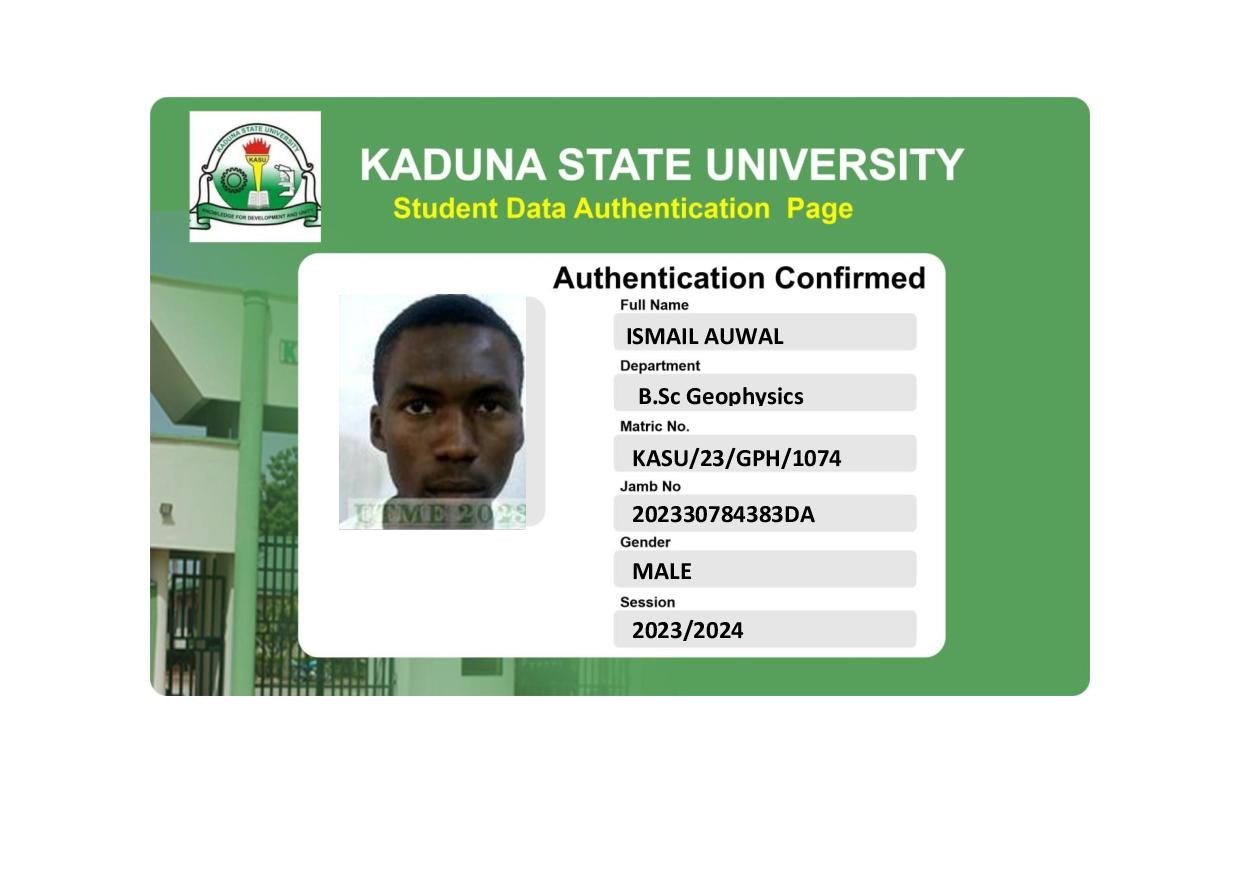 KADUNA STATE UNIVERSITY
KASU
KNOWLEDGE FOR DEVELOPMENT AND UNITY
KADUNA STATE UNIVERSITY
Student Data Authentication Page
K
Authentication Confirmed
UTME 2023
Full Name
ISMAIL AUWAL
Department
B.Sc Geophysics
Matric No.
KASU/23/GPH/1074
Jamb No
202330784383DA
Gender
MALE
Session
2023/2024